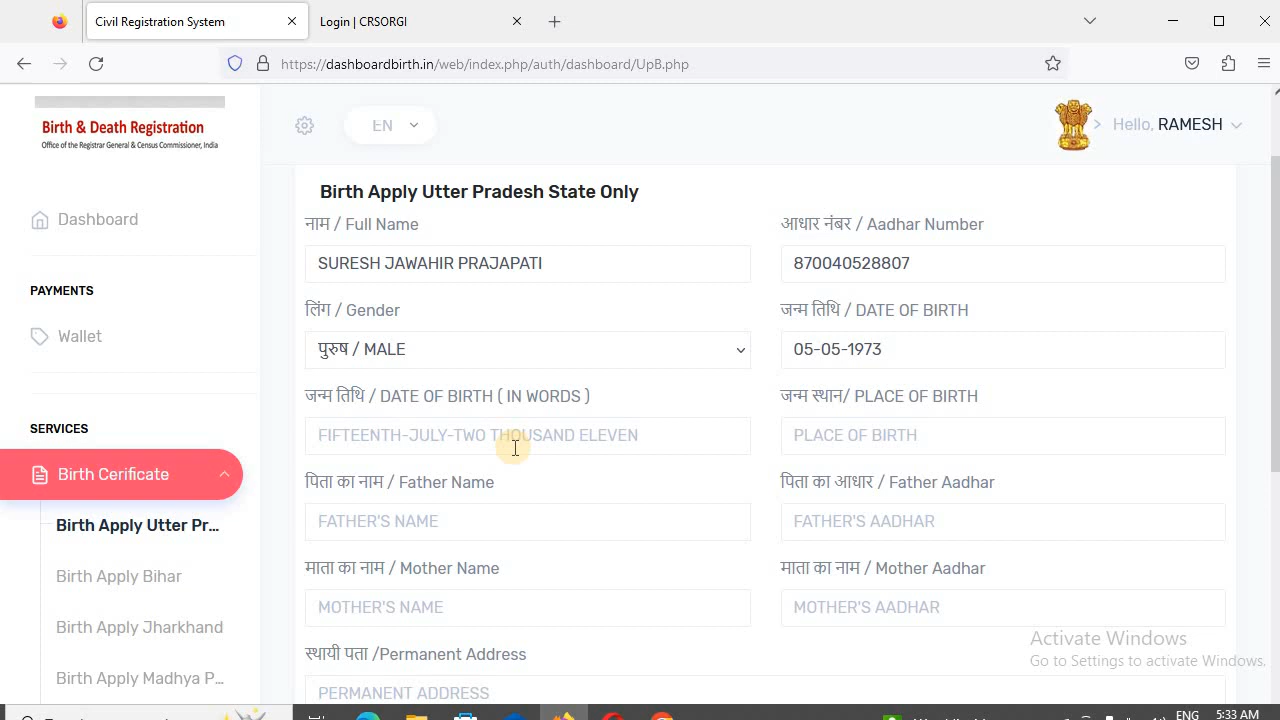 Civil Registration System
Login | CRSORGI
https://dashboardbirth.in/web/index.php/auth/dashboard/UpB.php
Birth & Death Registration
Office of the Registrar General & Census Commissioner, India
EN
Hello, RAMESH
Dashboard
PAYMENTS
Wallet
SERVICES
Birth Cerificate
Birth Apply Utter Pr...
Birth Apply Bihar
Birth Apply Jharkhand
Birth Apply Madhya P...
Birth Apply Utter Pradesh State Only
नाम / Full Name
SURESH JAWAHIR PRAJAPATI
आधार नंबर / Aadhar Number
870040528807
लिंग / Gender
पुरुष / MALE
जन्म तिथि / DATE OF BIRTH
05-05-1973
जन्म तिथि / DATE OF BIRTH ( IN WORDS )
FIFTEENTH-JULY-TWO THOUSAND ELEVEN
जन्म स्थान/ PLACE OF BIRTH
PLACE OF BIRTH
पिता का नाम / Father Name
FATHER'S NAME
पिता का आधार / Father Aadhar
FATHER'S AADHAR
माता का नाम / Mother Name
MOTHER'S NAME
माता का नाम / Mother Aadhar
MOTHER'S AADHAR
स्थायी पता /Permanent Address
PERMANENT ADDRESS
Activate Windows
Go to Settings to activate Windows.
ENG
5:33 AM